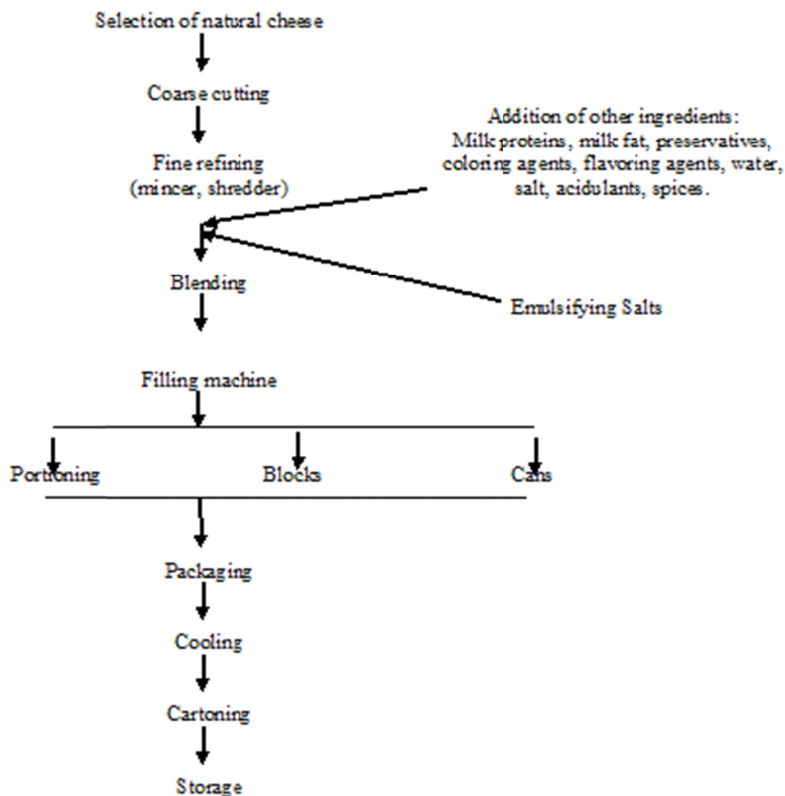 Selection of natural cheese
Coarse cutting
Fine refining
(mincer, shredder)
Addition of other ingredients:
Milk proteins, milk fat, preservatives,
coloring agents, flavoring agents, water,
salt, acidulants, spices.
Blending
Emulsifying Salts
Filling machine
Portioning
Blocks
Cans
Packaging
Cooling
Cartoning
Storage